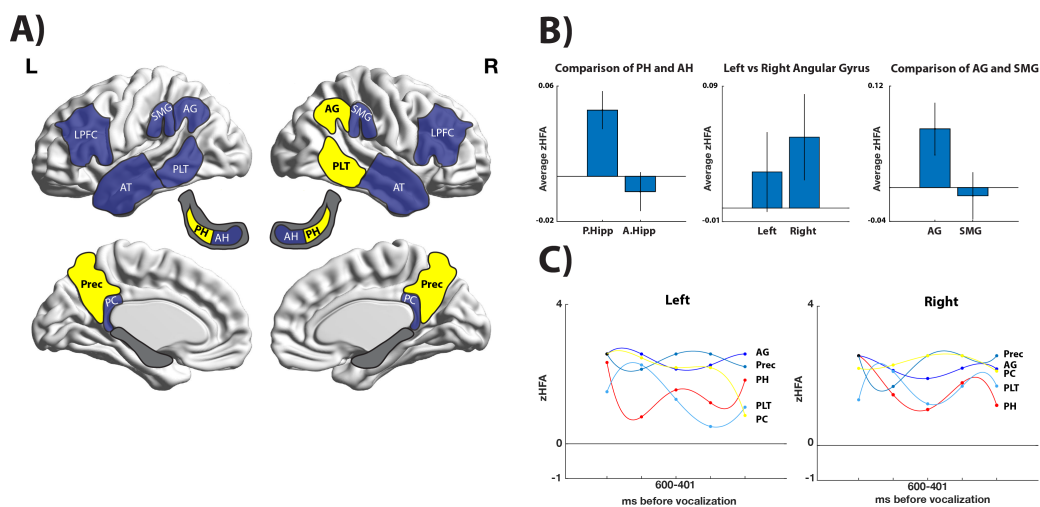 A)
L
R
LPFC
SMG
AG
PLT
AT
AG
SMG
LPFC
PLT
AT
PH
AH
AH
PH
Prec
PC
PC
Prec
B)
Comparison of PH and AH
Average zHFA
0.06
-0.02
P.Hipp
A.Hipp
Left vs Right Angular Gyrus
Average zHFA
0.09
-0.01
Left
Right
Comparison of AG and SMG
Average zHFA
0.12
-0.04
AG
SMG
C)
Left
zHFA
4
0
-1
AG
Prec
PH
PLT
PC
600-401
ms before vocalization
Right
zHFA
4
0
-1
Prec
AG
PC
PLT
PH
600-401
ms before vocalization